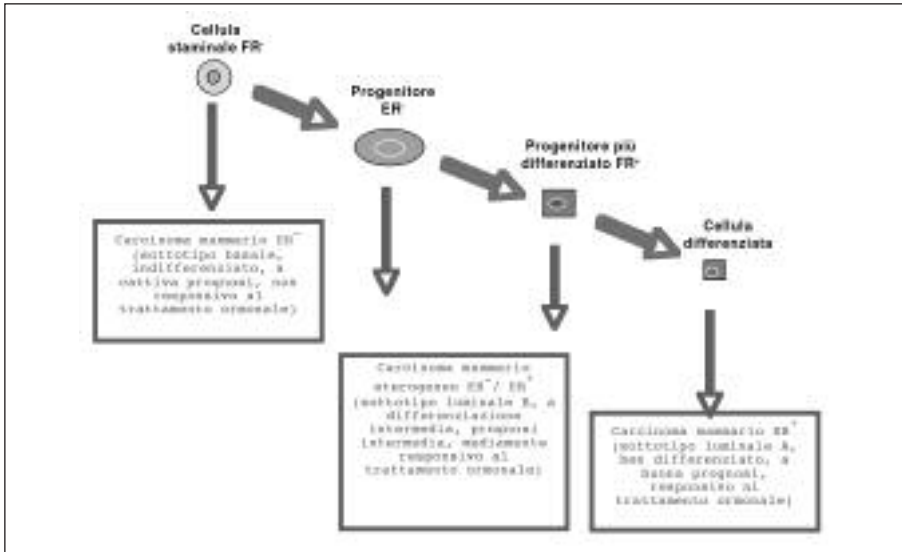 Cellula
staminale ER⁻
Progenitore
ER⁻
Progenitore più
differenziato ER⁺
Cellula
differenziata
Carcinoma mammario ER⁻
(sottotipo basale,
indifferenziato, a
cattiva prognosi, non
responsivo al
trattamento ormonale)
Carcinoma mammario
eterogeneo ER⁻/ ER⁺
(sottotipo luminale B, a
differenziazione
intermedia, prognosi
intermedia, mediamente
responsivo al
trattamento ormonale)
Carcinoma mammario ER⁺
(sottotipo luminale A,
ben differenziato, a
buona prognosi,
responsivo al
trattamento ormonale)